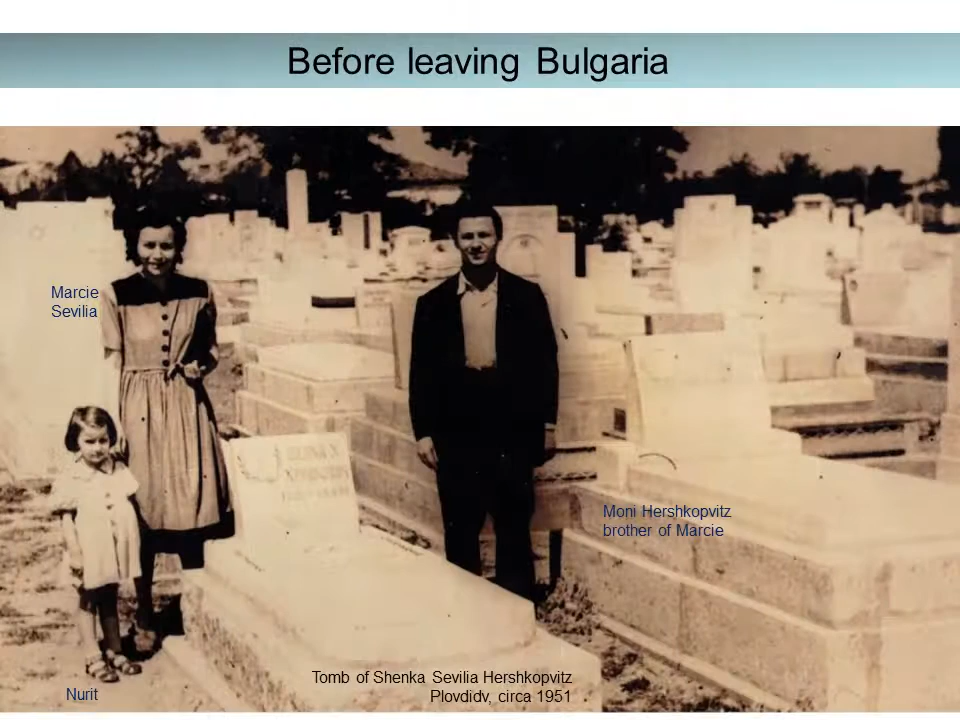 Before leaving Bulgaria
Marcie
Sevilia
Moni Hershkopvitz
brother of Marcie
Tomb of Shenka Sevilia Hershkopvitz
Plovdidv, circa 1951
Nurit